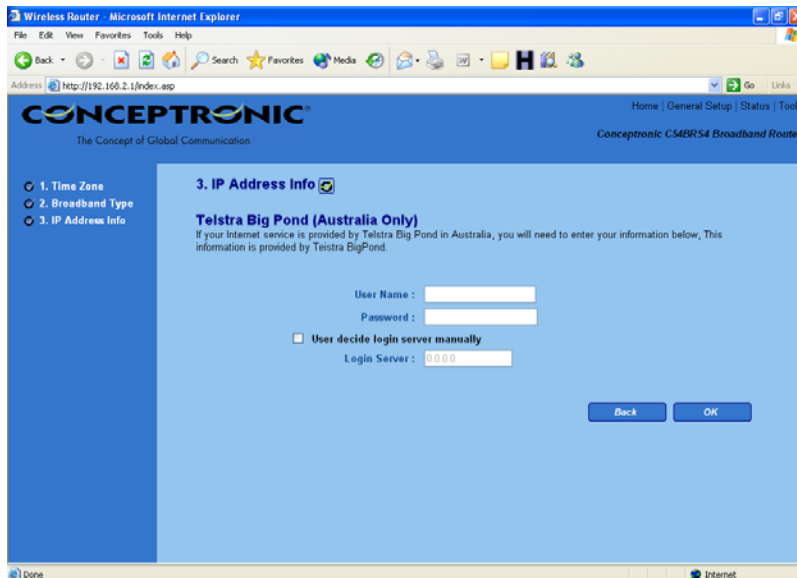 Wireless Router - Microsoft Internet Explorer
File Edit View Favorites Tools Help
Back Search Favorites Media
Address http://192.168.2.1/index.asp Go Links
CONCEPTRONIC
The Concept of Global Communication
Home | General Setup | Status | Tool
Conceptronic C54BRS4 Broadband Route
1. Time Zone
2. Broadband Type
3. IP Address Info
3. IP Address Info
Telstra Big Pond (Australia Only)
If your Internet service is provided by Telstra Big Pond in Australia, you will need to enter your information below, This
information is provided by Teistra BigPond.
User Name :
Password :
User decide login server manually
Login Server : 0.0.0.0
Back OK
Done Internet